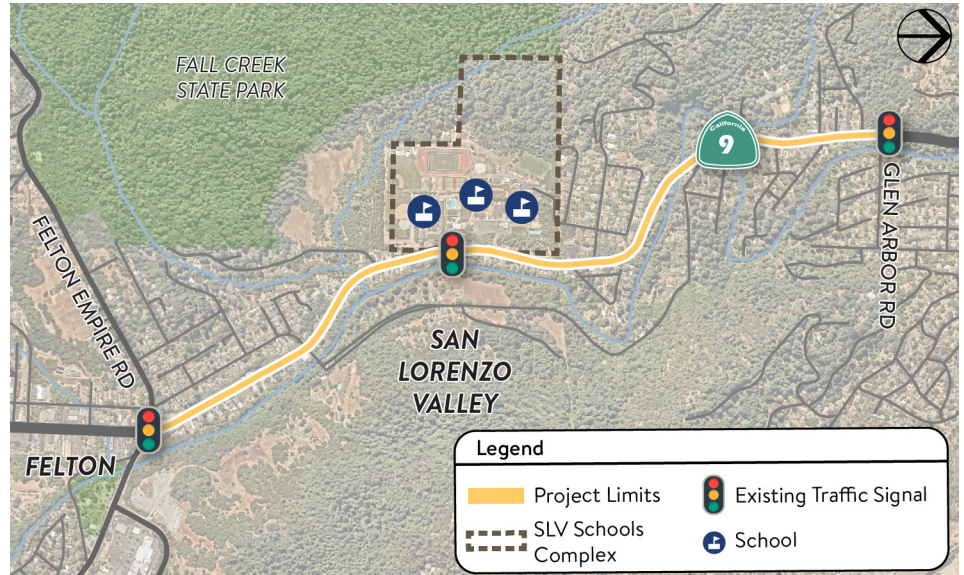 FALL CREEK
STATE PARK
California
9
GLEN ARBOR RD
FELTON EMPIRE RD
SAN
LORENZO
VALLEY
FELTON
Legend
Project Limits
Existing Traffic Signal
SLV Schools
Complex
School